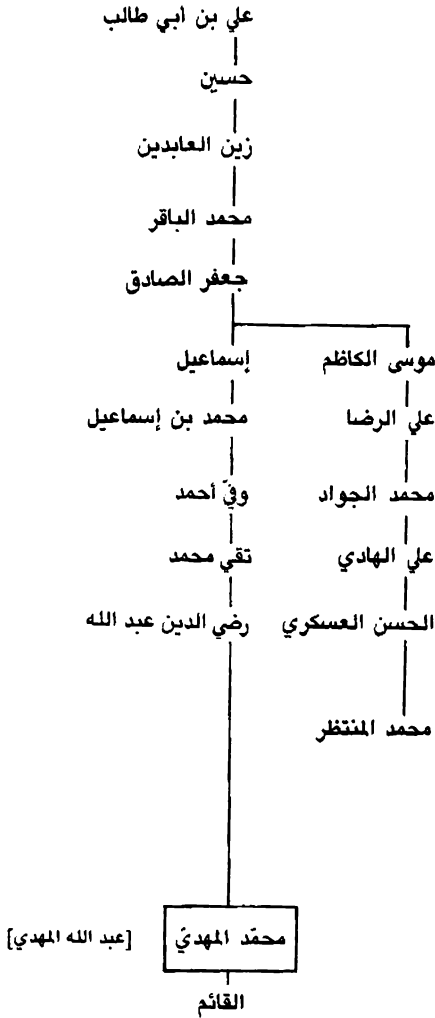 علي بن ابي طالب
حسين
زين العابدين
محمد الباقر
جعفر الصادق
موسى الكاظم
إسماعيل
علي الرضا
محمد بن إسماعيل
محمد الجواد
وفيّ أحمد
علي الهادي
تقي محمد
الحسن العسكري
رضي الدين عبد الله
محمد المنتظر
محمّد المهديّ
[عبد الله المهدي]
القائم